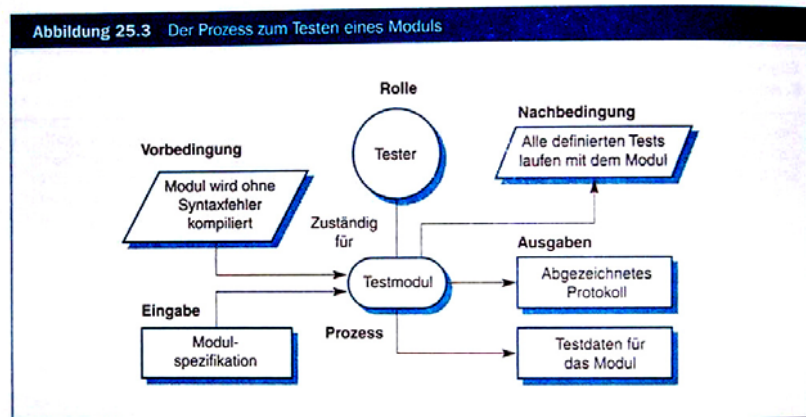 Abbildung 25.3 Der Prozess zum Testen eines Moduls
Rolle
Tester
Nachbedingung
Alle definierten Tests
laufen mit dem Modul
Vorbedingung
Modul wird ohne
Syntaxfehler
kompiliert
Zuständig
für
Testmodul
Ausgaben
Abgezeichnetes
Protokoll
Eingabe
Modul-
spezifikation
Prozess
Testdaten für
das Modul